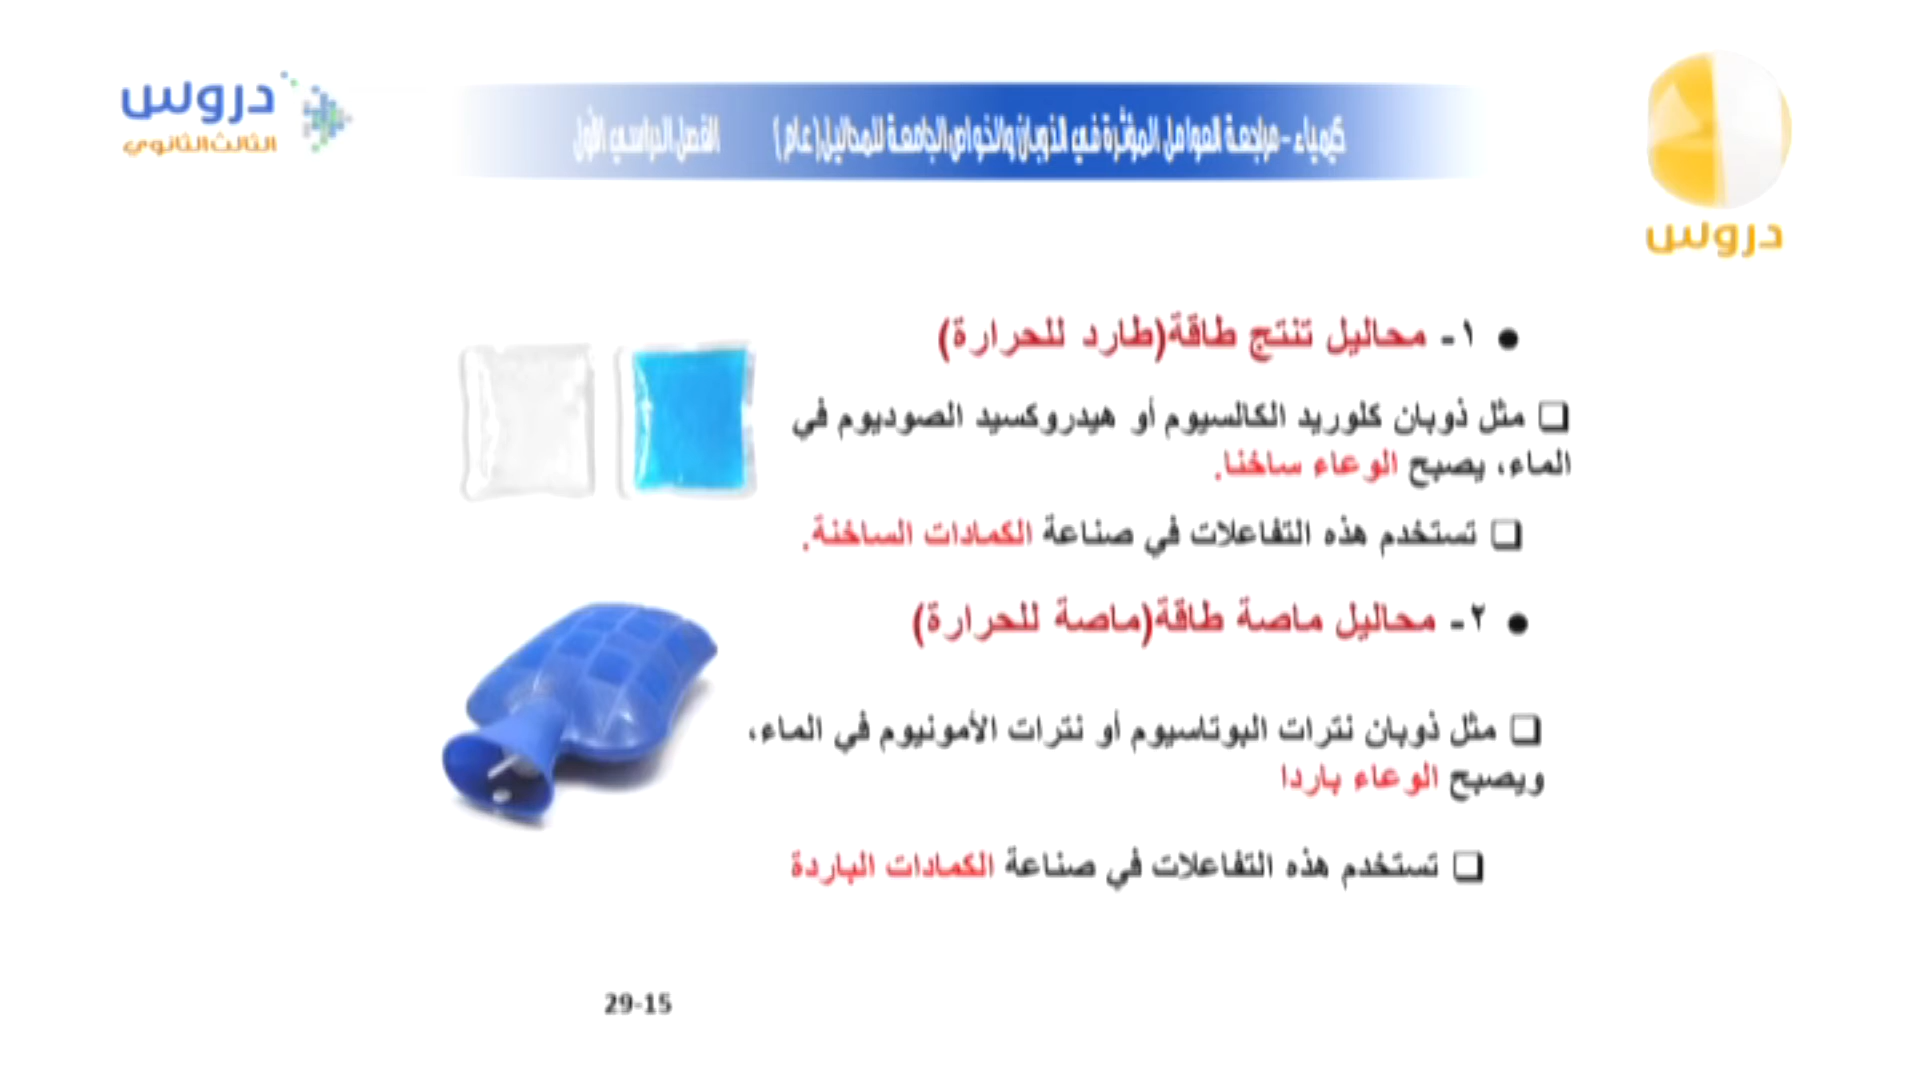 دروس
الثالث الثانوي
كيمياء – مراجعة العوامل المؤثرة في الذوبان والخواص الجامعة للمحاليل (عام) الفصل الدراسي الأول
دروس
● ١- محاليل تنتج طاقة(طارد للحرارة)
❑ مثل ذوبان كلوريد الكالسيوم أو هيدروكسيد الصوديوم في
الماء، يصبح الوعاء ساخنا.
❑ تستخدم هذه التفاعلات في صناعة الكمادات الساخنة.
● ٢- محاليل ماصة طاقة(ماصة للحرارة)
❑ مثل ذوبان نترات البوتاسيوم أو نترات الأمونيوم في الماء،
ويصبح الوعاء باردا
❑ تستخدم هذه التفاعلات في صناعة الكمادات الباردة
29-15